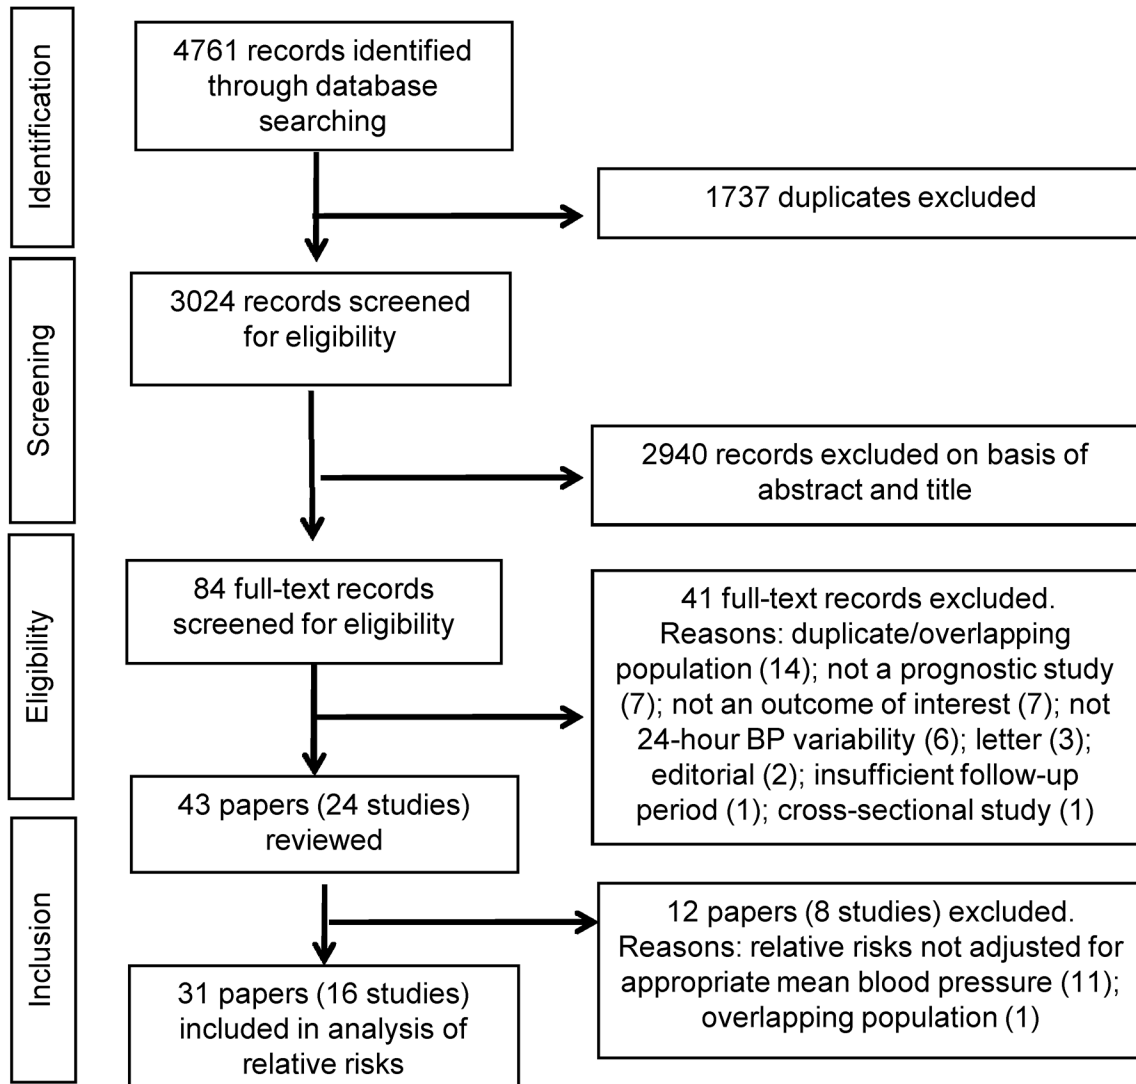 Identification
4761 records identified
through database
searching
1737 duplicates excluded
Screening
3024 records screened
for eligibility
2940 records excluded on basis of
abstract and title
Eligibility
84 full-text records
screened for eligibility
41 full-text records excluded.
Reasons: duplicate/overlapping
population (14); not a prognostic study
(7); not an outcome of interest (7); not
24-hour BP variability (6); letter (3);
editorial (2); insufficient follow-up
period (1); cross-sectional study (1)
43 papers (24 studies)
reviewed
Inclusion
12 papers (8 studies) excluded.
Reasons: relative risks not adjusted for
appropriate mean blood pressure (11);
overlapping population (1)
31 papers (16 studies)
included in analysis of
relative risks